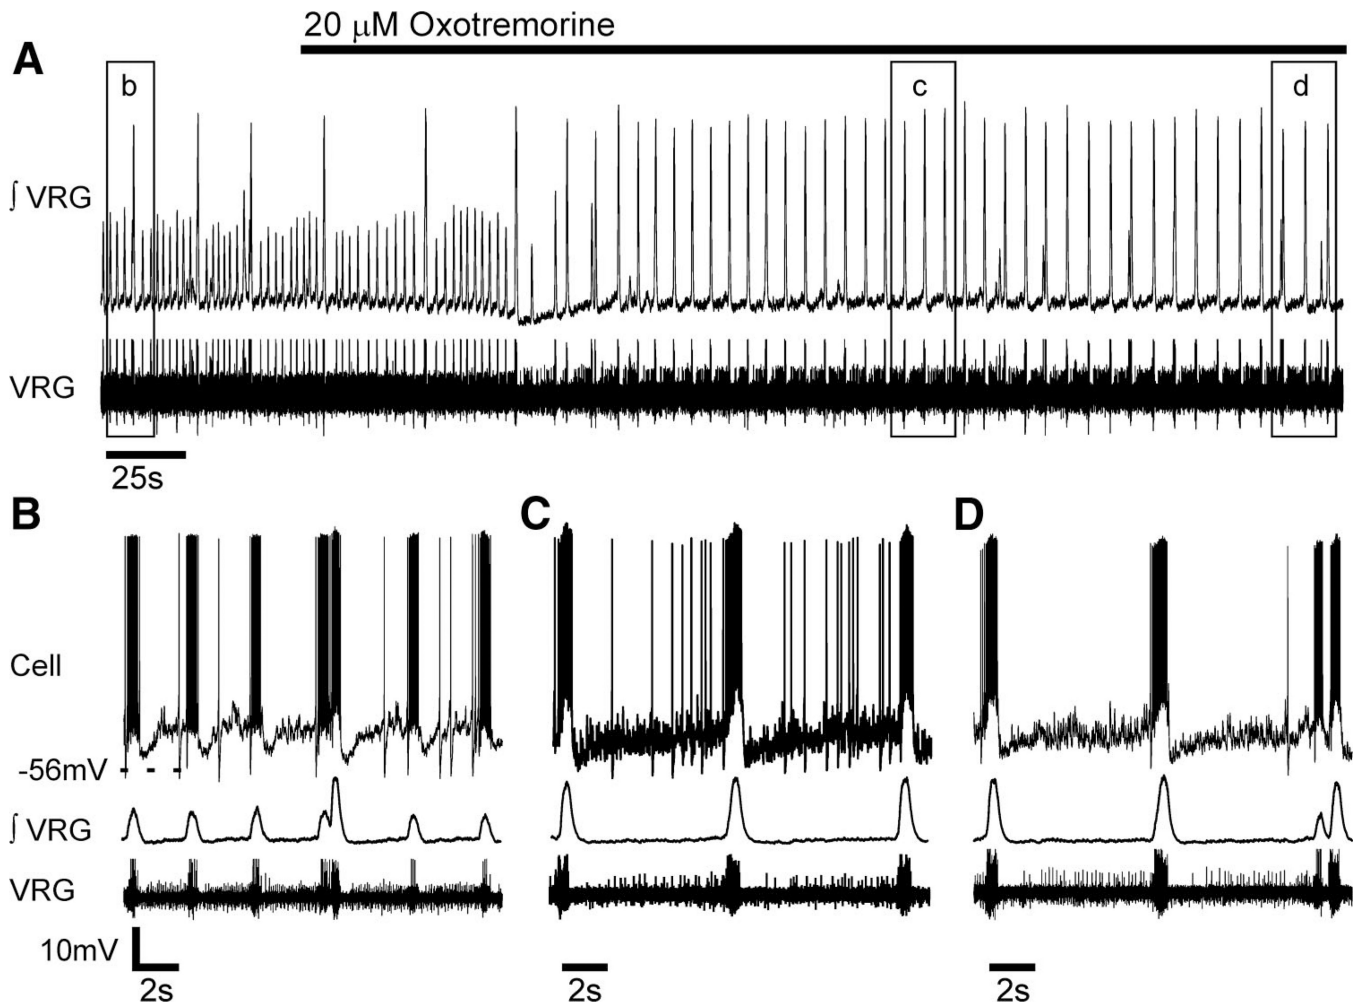 20 μM Oxotremorine
A
b
c
d
∫ VRG
VRG
25s
B
C
D
Cell
-56mV
∫ VRG
VRG
10mV
2s
2s
2s